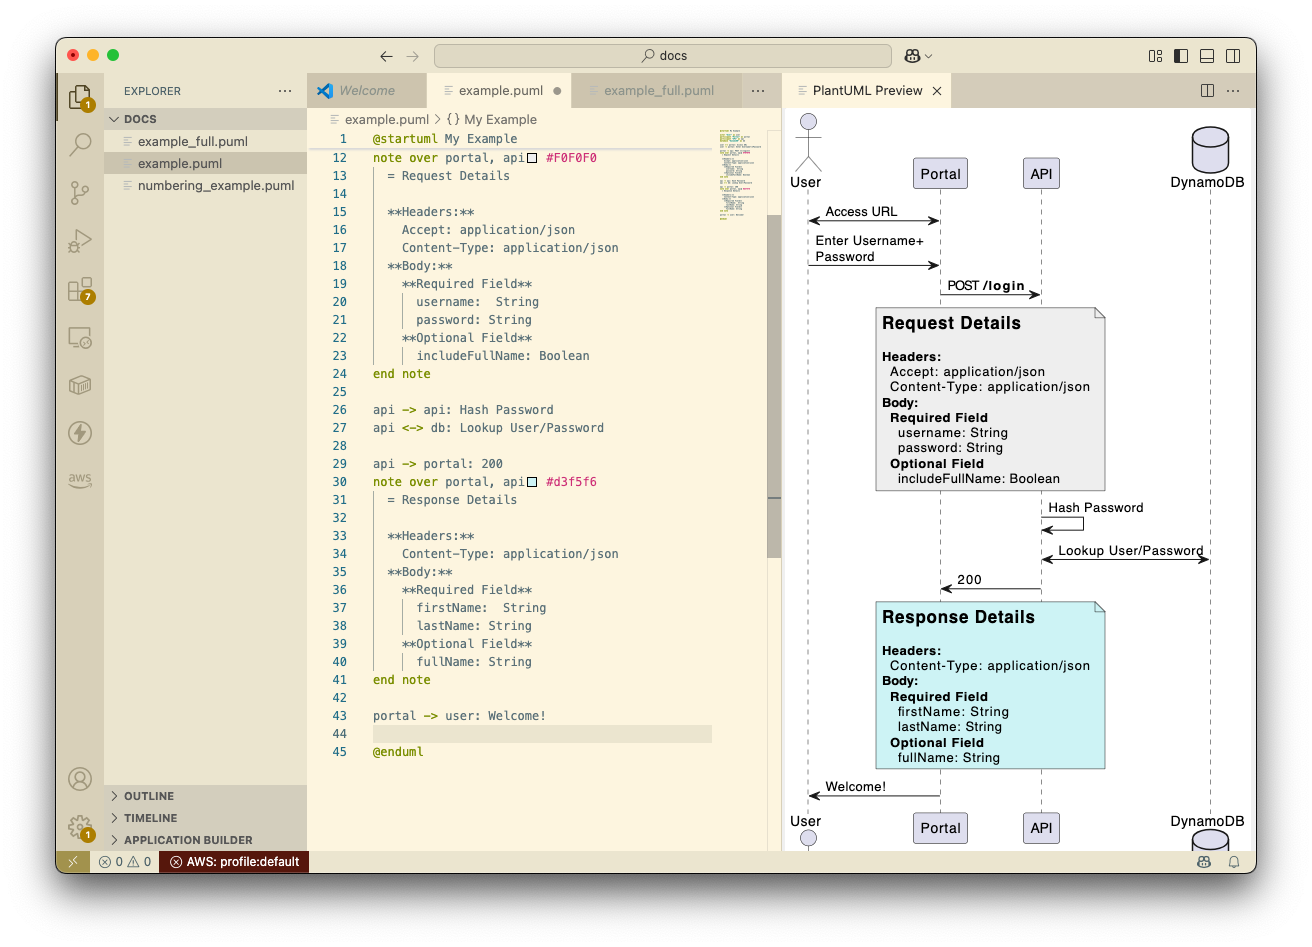 docs
EXPLORER
DOCS
example_full.puml
example.puml
numbering_example.puml
OUTLINE
TIMELINE
APPLICATION BUILDER
1
7
aws
1
0 0
AWS: profile:default
Welcome
example.puml
example_full.puml
example.puml > {} My Example
1 @startuml My Example
12 note over portal, api #F0F0F0
13 = Request Details
14
15 **Headers:**
16 Accept: application/json
17 Content-Type: application/json
18 **Body:**
19 **Required Field**
20 username:  String
21 password: String
22 **Optional Field**
23 includeFullName: Boolean
24 end note
25
26 api -> api: Hash Password
27 api <-> db: Lookup User/Password
28
29 api -> portal: 200
30 note over portal, api #d3f5f6
31 = Response Details
32
33 **Headers:**
34 Content-Type: application/json
35 **Body:**
36 **Required Field**
37 firstName:  String
38 lastName: String
39 **Optional Field**
40 fullName: String
41 end note
42
43 portal -> user: Welcome!
44
45 @enduml
PlantUML Preview
User
Portal
API
DynamoDB
Access URL
Enter Username+
Password
POST /login
Request Details
Headers:
Accept: application/json
Content-Type: application/json
Body:
Required Field
username: String
password: String
Optional Field
includeFullName: Boolean
Hash Password
Lookup User/Password
200
Response Details
Headers:
Content-Type: application/json
Body:
Required Field
firstName: String
lastName: String
Optional Field
fullName: String
Welcome!
User
Portal
API
DynamoDB